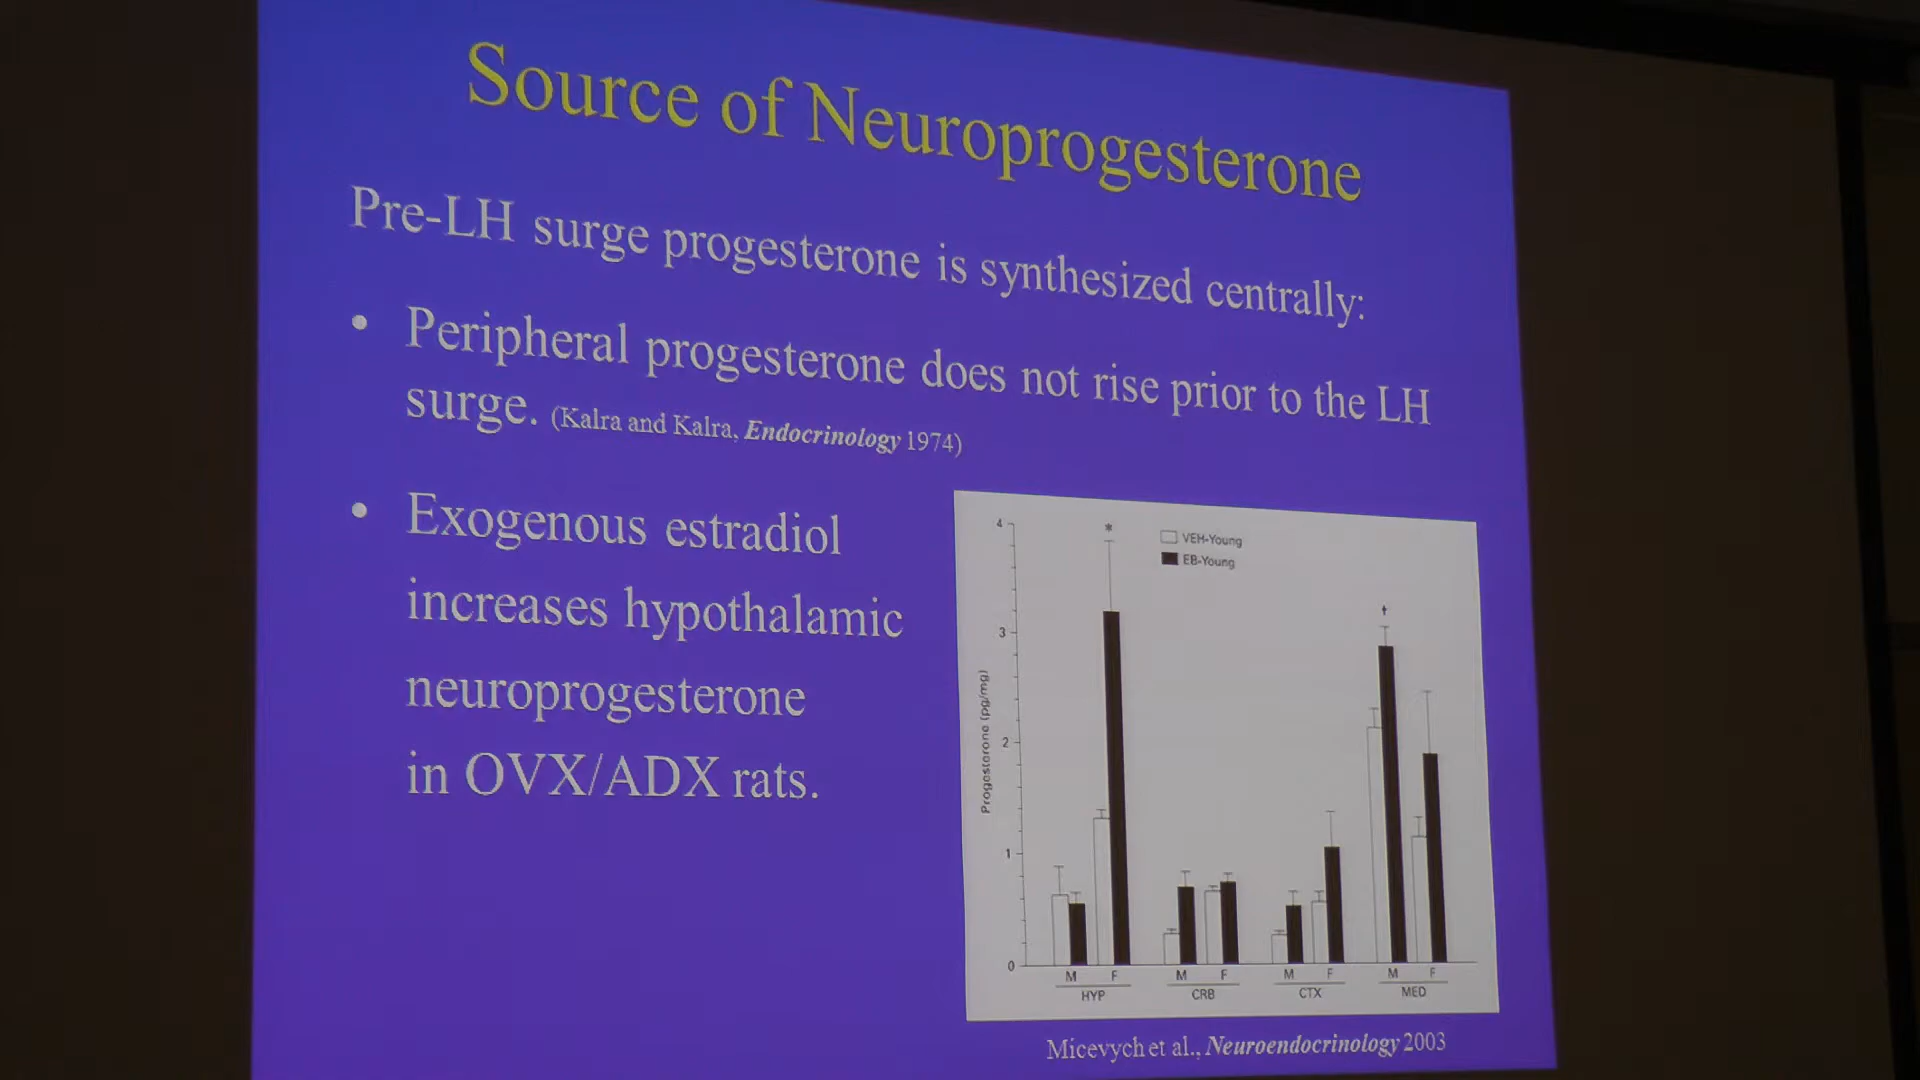 Source of Neuroprogesterone
Pre-LH surge progesterone is synthesized centrally:
• Peripheral progesterone does not rise prior to the LH
surge. (Kalra and Kalra, Endocrinology 1974)
• Exogenous estradiol
increases hypothalamic
neuroprogesterone
in OVX/ADX rats.
4
*
VEH-Young
EB-Young
†
3
2
1
0
Progesterone (pg/mg)
M F M F M F M F
HYP CRB CTX MED
Micevych et al., Neuroendocrinology 2003